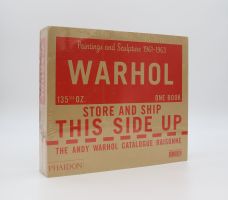 Paintings and Sculpture 1961-1963
WARHOL
135 OZ. ONE BOOK
STORE AND SHIP
THIS SIDE UP
THE ANDY WARHOL CATALOGUE RAISONNE
PHAIDON